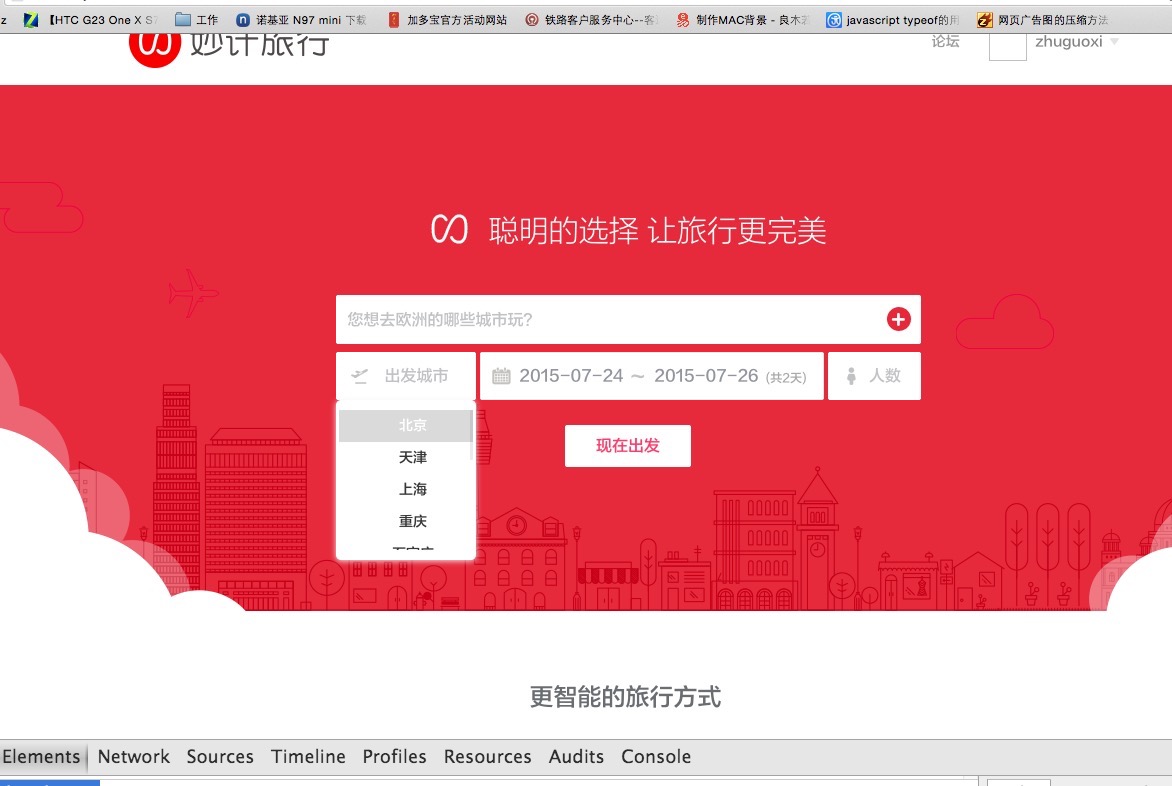 z 【HTC G23 One X S7 工作 诺基亚 N97 mini 下载 加多宝官方活动网站 铁路客户服务中心--客 制作MAC背景 - 良木 javascript typeof的用 网页广告图的压缩方法
妙计旅行 论坛 zhuguoxi
聪明的选择 让旅行更完美
您想去欧洲的哪些城市玩?
出发城市 2015-07-24 ~ 2015-07-26 (共2天) 人数
北京
现在出发
天津
上海
重庆
更智能的旅行方式
Elements Network Sources Timeline Profiles Resources Audits Console